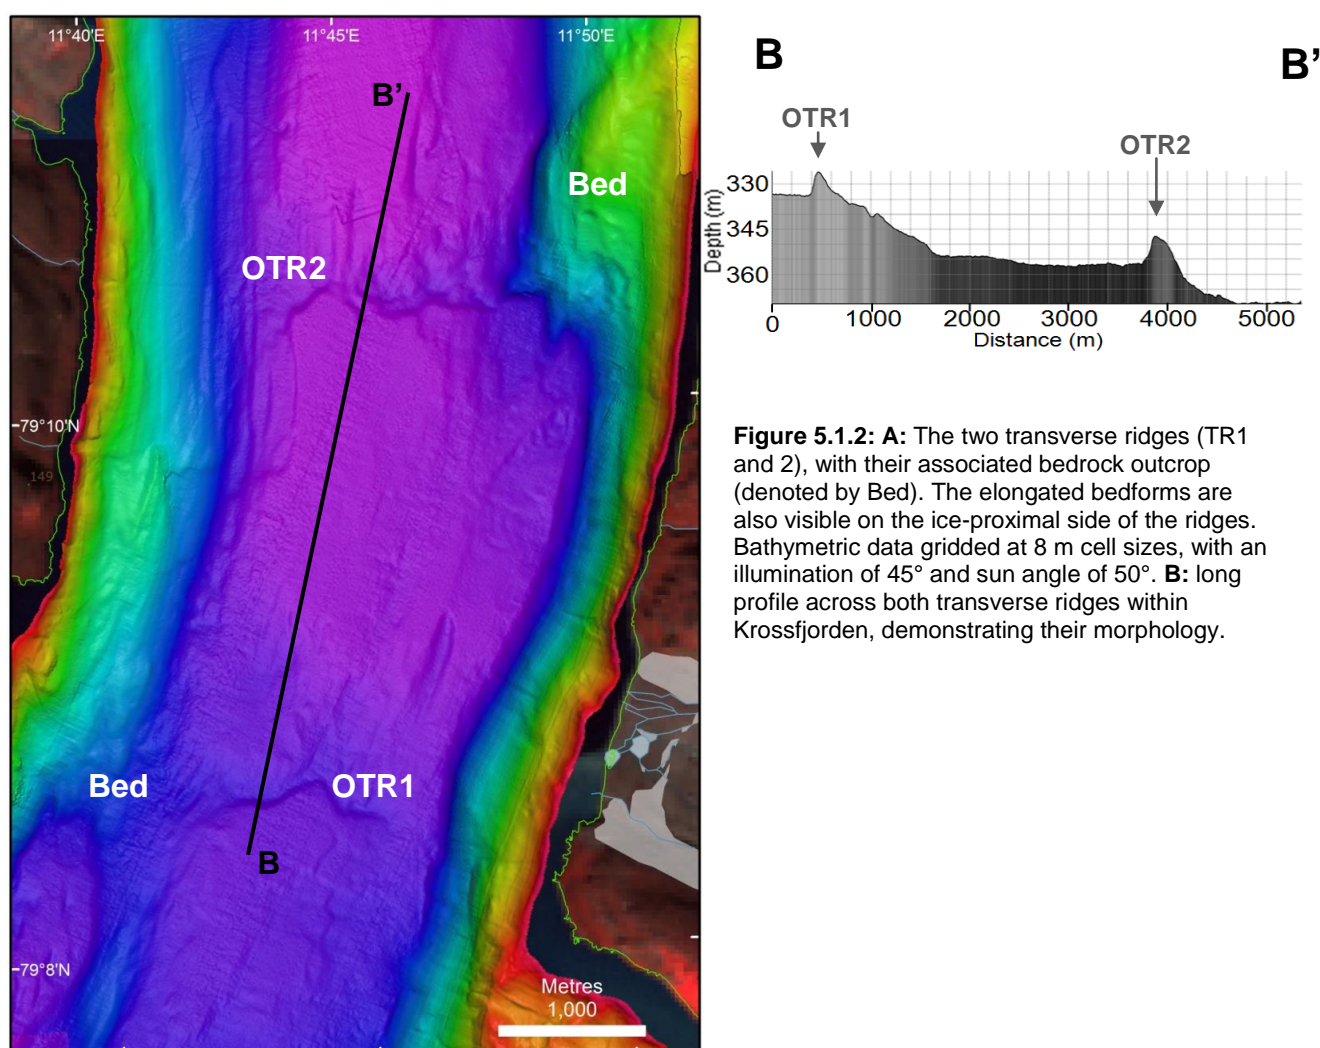 11°40'E 11°45'E 11°50'E
B'
Bed
OTR2
79°10'N
149
Bed
OTR1
B
79°8'N
Metres
1,000
B B’
OTR1
OTR2
Depth (m)
330
345
360
0 1000 2000 3000 4000 5000
Distance (m)
Figure 5.1.2: A: The two transverse ridges (TR1
and 2), with their associated bedrock outcrop
(denoted by Bed). The elongated bedforms are
also visible on the ice-proximal side of the ridges.
Bathymetric data gridded at 8 m cell sizes, with an
illumination of 45° and sun angle of 50°. B: long
profile across both transverse ridges within
Krossfjorden, demonstrating their morphology.